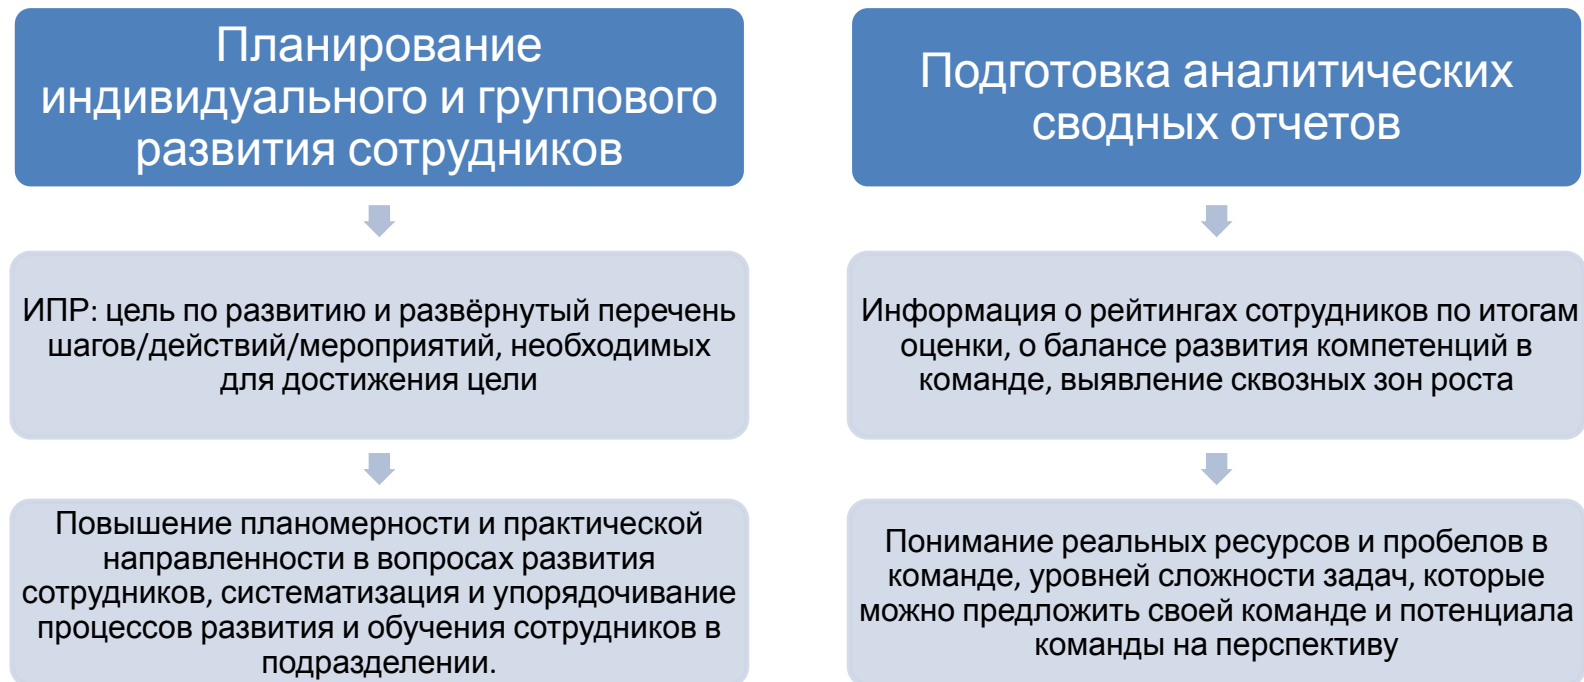 Планирование
индивидуального и группового
развития сотрудников
ИПР: цель по развитию и развёрнутый перечень
шагов/действий/мероприятий, необходимых
для достижения цели
Повышение планомерности и практической
направленности в вопросах развития
сотрудников, систематизация и упорядочивание
процессов развития и обучения сотрудников в
подразделении.
Подготовка аналитических
сводных отчетов
Информация о рейтингах сотрудников по итогам
оценки, о балансе развития компетенций в
команде, выявление сквозных зон роста
Понимание реальных ресурсов и пробелов в
команде, уровней сложности задач, которые
можно предложить своей команде и потенциала
команды на перспективу